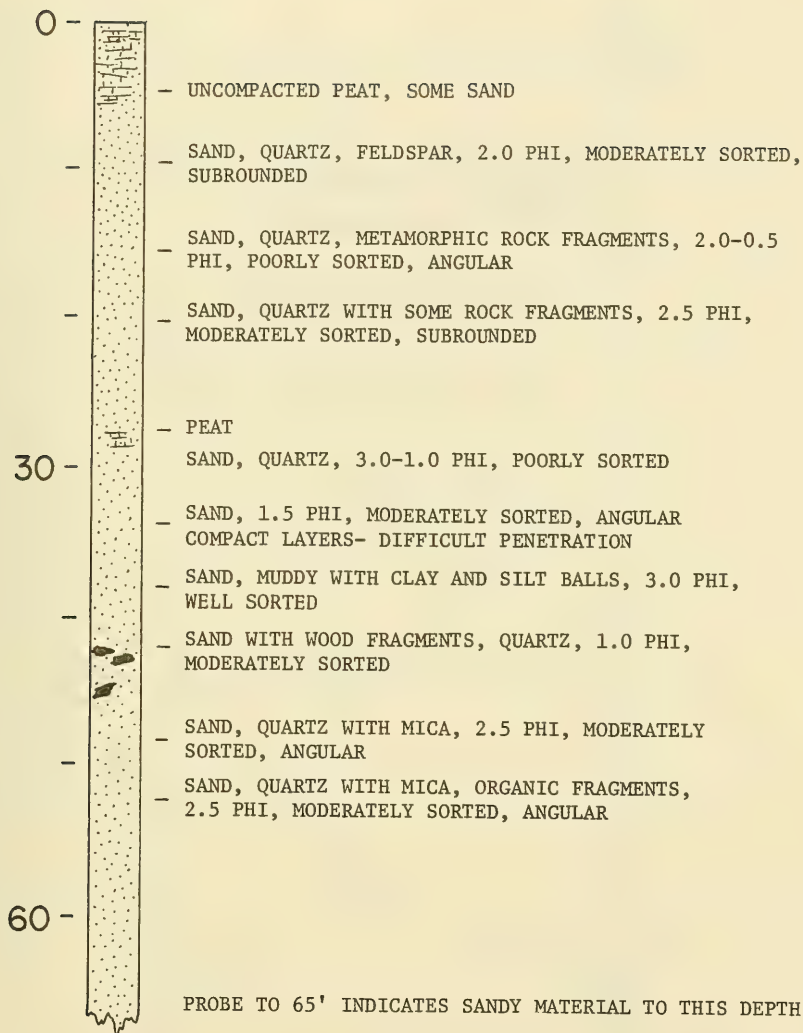 0 -
- UNCOMPACTED PEAT, SOME SAND
- SAND, QUARTZ, FELDSPAR, 2.0 PHI, MODERATELY SORTED,
SUBROUNDED
- SAND, QUARTZ, METAMORPHIC ROCK FRAGMENTS, 2.0-0.5
PHI, POORLY SORTED, ANGULAR
- SAND, QUARTZ WITH SOME ROCK FRAGMENTS, 2.5 PHI,
MODERATELY SORTED, SUBROUNDED
- PEAT
30 -
SAND, QUARTZ, 3.0-1.0 PHI, POORLY SORTED
- SAND, 1.5 PHI, MODERATELY SORTED, ANGULAR
COMPACT LAYERS- DIFFICULT PENETRATION
- SAND, MUDDY WITH CLAY AND SILT BALLS, 3.0 PHI,
WELL SORTED
- SAND WITH WOOD FRAGMENTS, QUARTZ, 1.0 PHI,
MODERATELY SORTED
- SAND, QUARTZ WITH MICA, 2.5 PHI, MODERATELY
SORTED, ANGULAR
- SAND, QUARTZ WITH MICA, ORGANIC FRAGMENTS,
2.5 PHI, MODERATELY SORTED, ANGULAR
60 -
PROBE TO 65' INDICATES SANDY MATERIAL TO THIS DEPTH